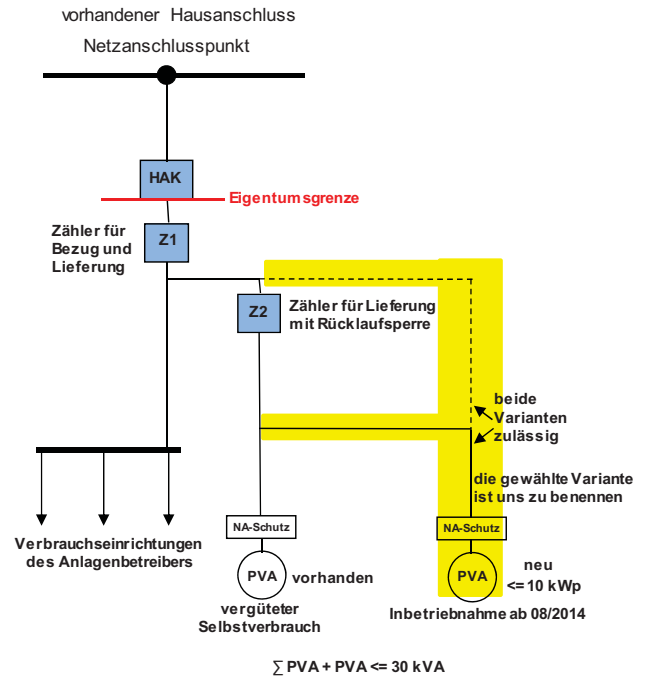 vorhandener Hausanschluss
Netzanschlusspunkt
HAK
Eigentumsgrenze
Zähler für
Bezug und
Lieferung
Z1
Z2
Zähler für Lieferung
mit Rücklaufsperre
beide
Varianten
zulässig
die gewählte Variante
ist uns zu benennen
NA-Schutz
NA-Schutz
Verbrauchseinrichtungen
des Anlagenbetreibers
PVA
vorhanden
vergüteter
Selbstverbrauch
PVA
neu
<= 10 kWp
Inbetriebnahme ab 08/2014
∑ PVA + PVA <= 30 kVA